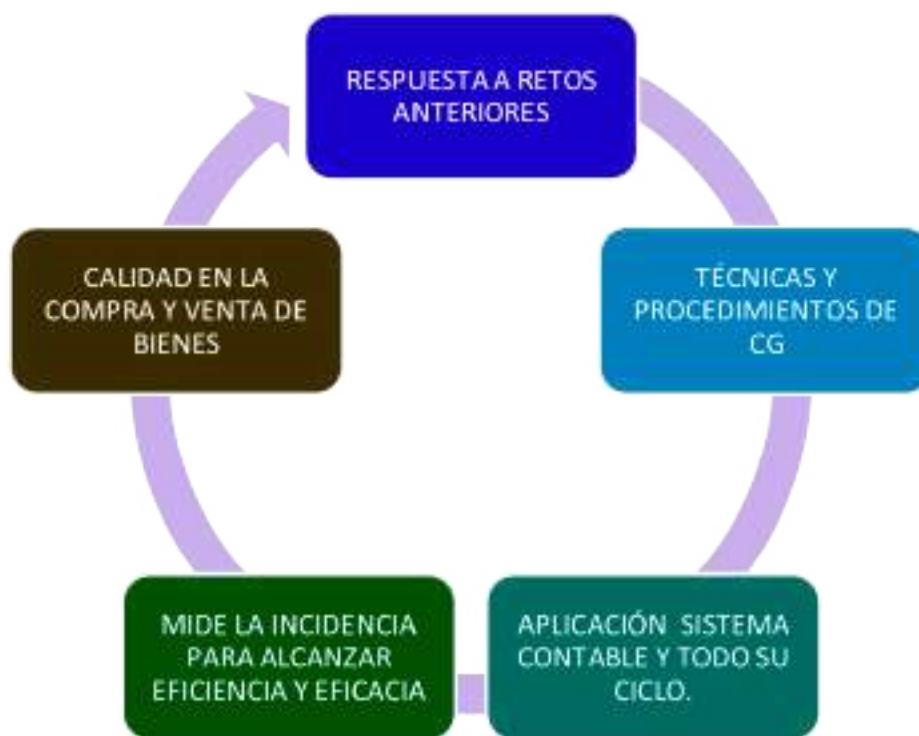 RESPUESTA A RETOS
ANTERIORES
TÉCNICAS Y
PROCEDIMIENTOS DE
CG
APLICACIÓN SISTEMA
CONTABLE Y TODO SU
CICLO.
MIDE LA INCIDENCIA
PARA ALCANZAR
EFICIENCIA Y EFICACIA
CALIDAD EN LA
COMPRA Y VENTA DE
BIENES